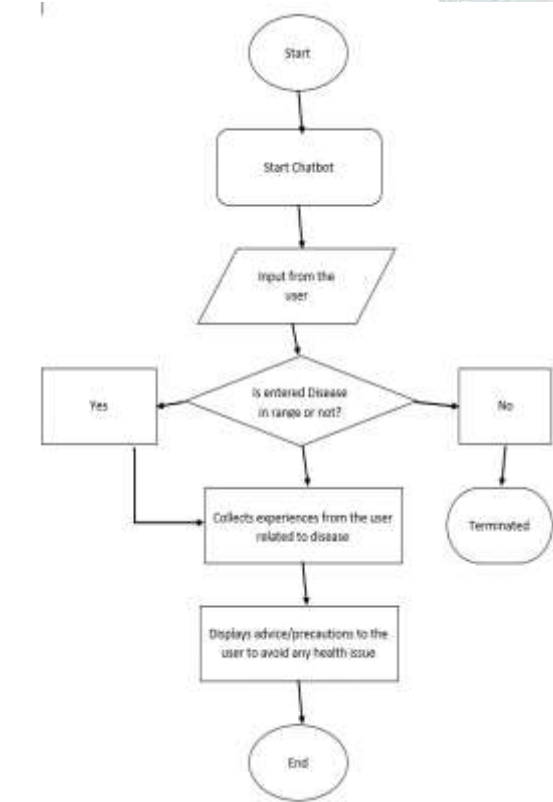 Start
Start Chatbot
Input from the
user
Is entered Disease
in range or not?
Yes
No
Collects experiences from the user
related to disease
Terminated
Displays advice/precautions to the
user to avoid any health issue
End